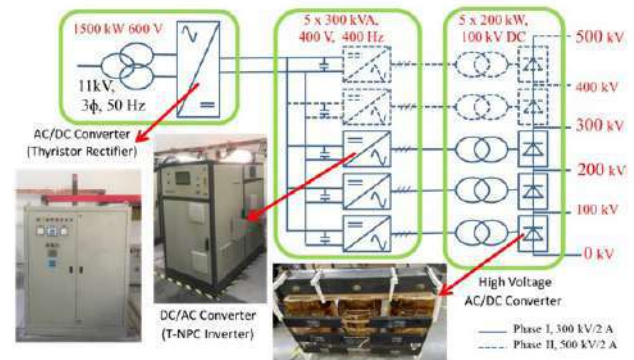 1500 kW 600 V
11kV,
3ϕ, 50 Hz
AC/DC Converter
(Thyristor Rectifier)
5 x 300 kVA,
400 V, 400 Hz
5 x 200 kW,
100 kV DC
500 kV
400 kV
300 kV
200 kV
100 kV
0 kV
DC/AC Converter
(T-NPC Inverter)
High Voltage
AC/DC Converter
Phase I, 300 kV/2 A
Phase II, 500 kV/2 A